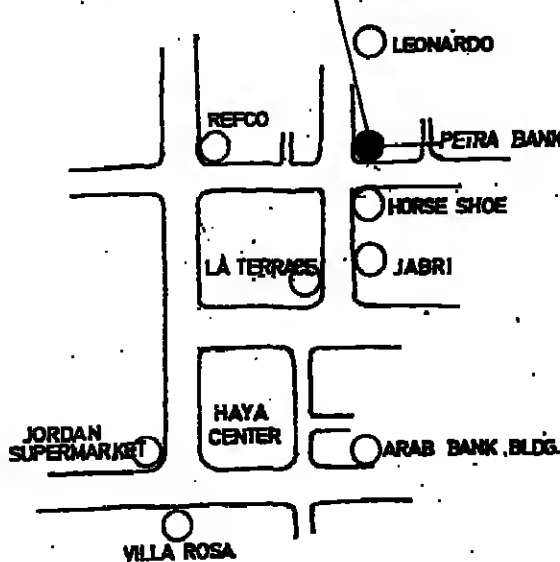 LEONARDO
REFCO
PETRA BANK
HORSE SHOE
LA TERRACE
JABRI
HAYA
CENTER
JORDAN
SUPERMARKET
ARAB BANK, BLDG.
VILLA ROSA